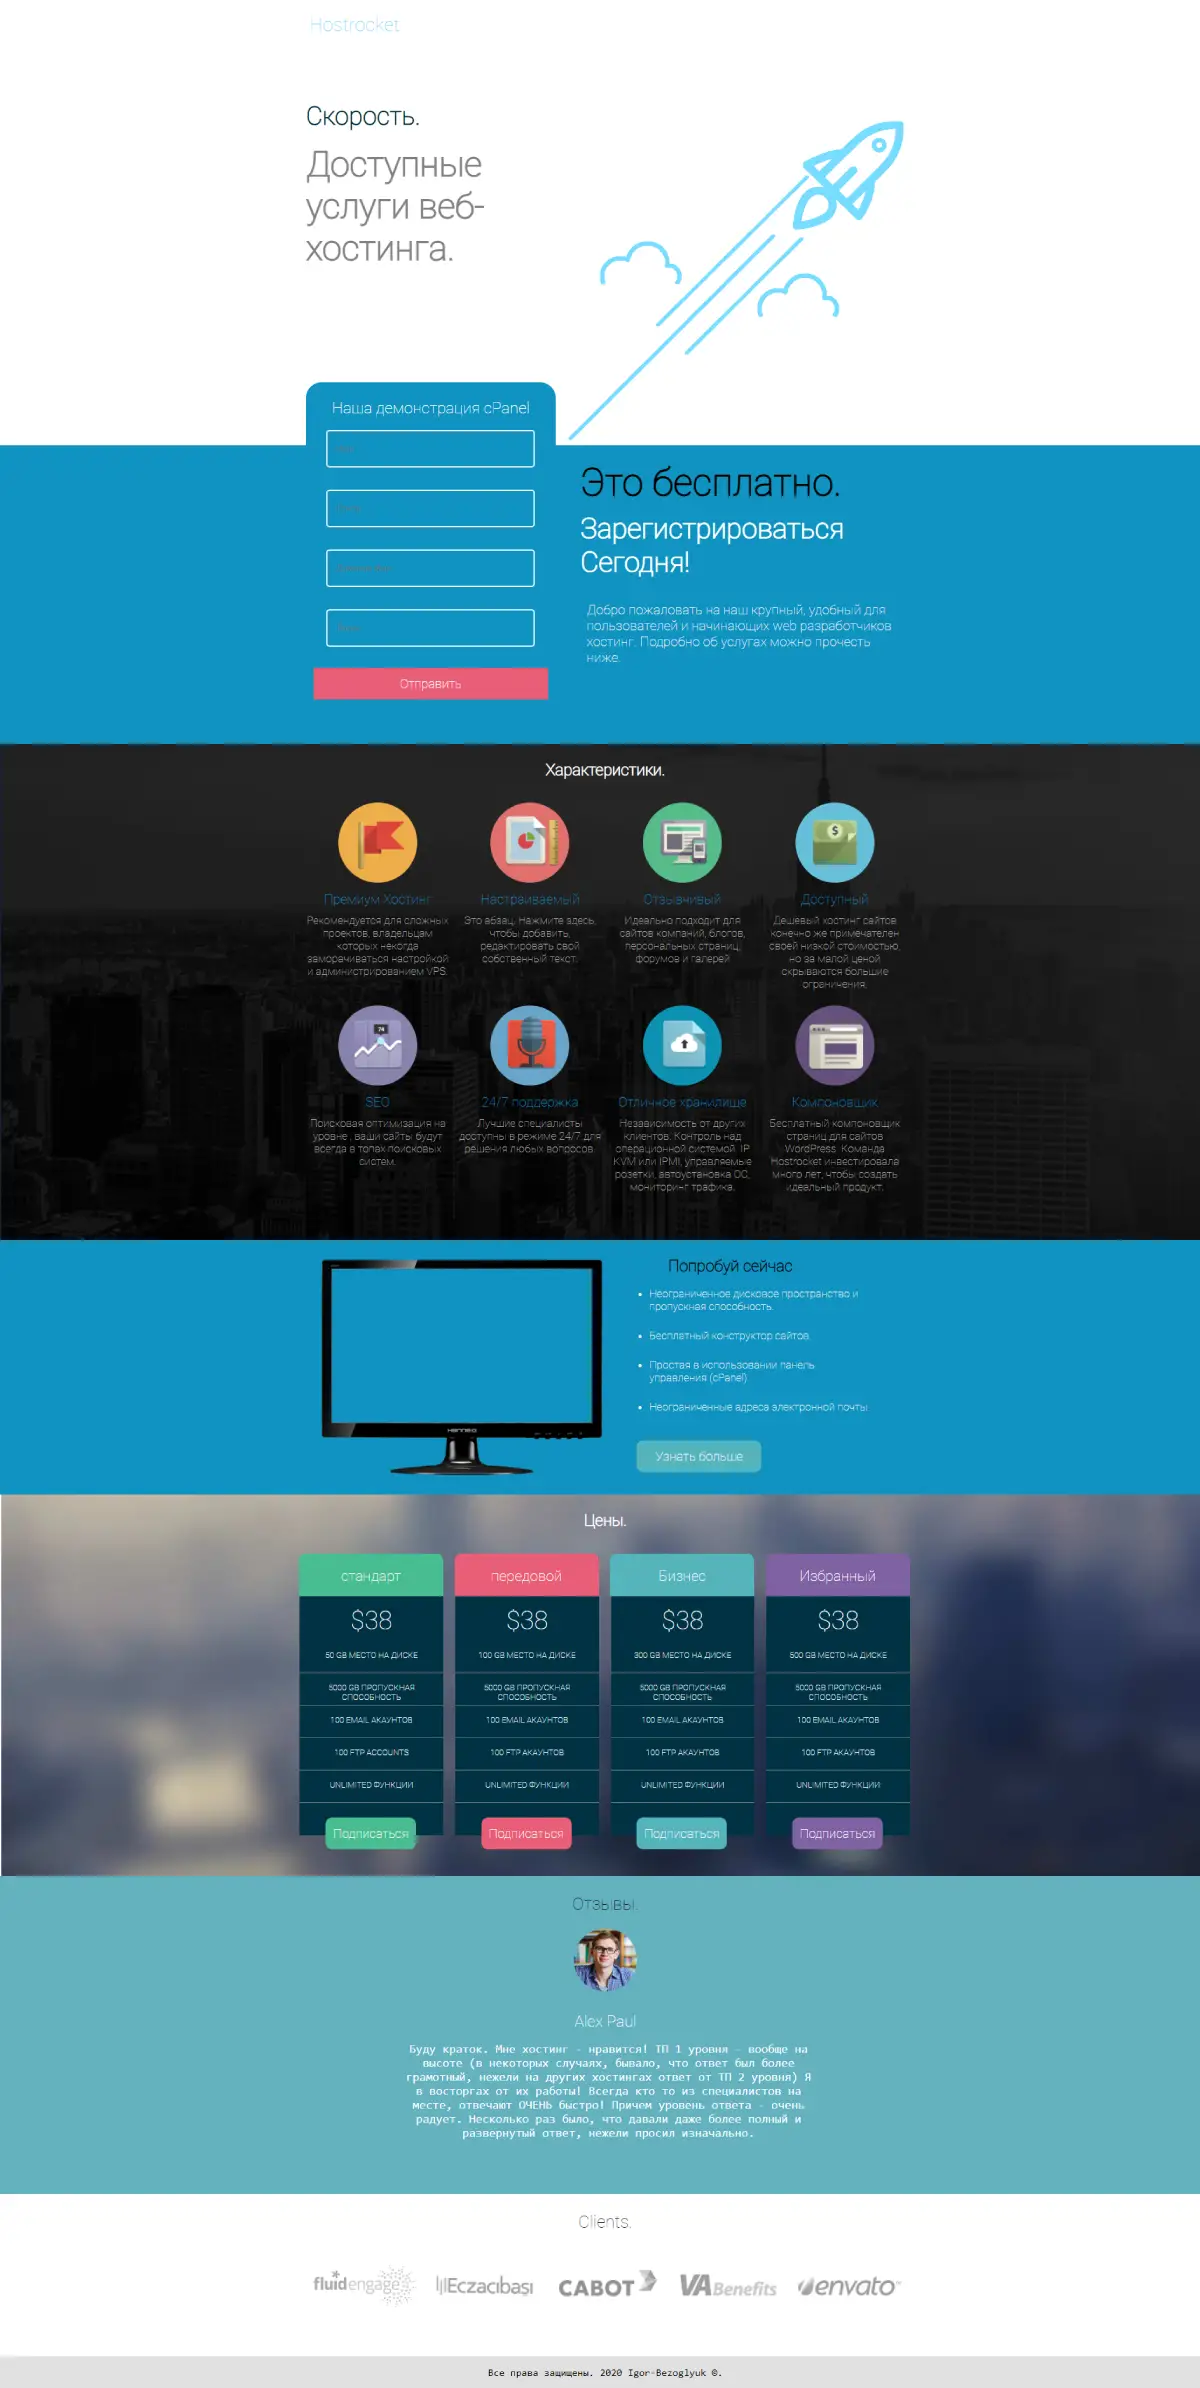 Hostrocket
Скорость.
Доступные
услуги веб-
хостинга.
Наша демонстрация cPanel
Отправить
Это бесплатно.
Зарегистрироваться
Сегодня!
Добро пожаловать на наш крупный, удобный для
пользователей и начинающих web разработчиков
хостинг. Подробно об услугах можно прочесть
ниже.
Характеристики.
Премиум Хостинг
Рекомендуется для сложных
проектов, владельцам
которых некогда
заморачиваться настройкой
и администрированием VPS.
Настраиваемый
Это абзац. Нажмите здесь,
чтобы добавить,
редактировать свой
собственный текст.
Отзывчивый
Идеально подходит для
сайтов компаний, блогов,
персональных страниц,
форумов и галерей
Доступный
Дешевый хостинг сайтов
конечно же примечателен
своей низкой стоимостью,
но за малой ценой
скрываются большие
ограничения.
74
SEO
Поисковая оптимизация на
уровне , ваши сайты будут
всегда в топах поисковых
систем.
24/7 поддержка
Лучшие специалисты
доступны в режиме 24/7 для
решения любых вопросов.
Отличное хранилище
Независимость от других
клиентов. Контроль над
операционной системой. IP
KVM или IPMI, управляемые
розетки, автоустановка ОС,
мониторинг трафика.
Компоновщик
Бесплатный компоновщик
страниц для сайтов
WordPress. Команда
Hostrocket инвестировала
много лет, чтобы создать
идеальный продукт.
Попробуй сейчас
Неограниченное дисковое пространство и
пропускная способность.
Бесплатный конструктор сайтов
Простая в использовании панель
управления (cPanel)
Неограниченные адреса электронной почты
Узнать больше
Цены.
стандарт
$38
50 GB МЕСТО НА ДИСКЕ
5000 GB ПРОПУСКНАЯ
СПОСОБНОСТЬ
100 EMAIL АКАУНТОВ
100 FTP ACCOUNTS
UNLIMITED ФУНКЦИИ
Подписаться
передовой
$38
100 GB МЕСТО НА ДИСКЕ
5000 GB ПРОПУСКНАЯ
СПОСОБНОСТЬ
100 EMAIL АКАУНТОВ
100 FTP АКАУНТОВ
UNLIMITED ФУНКЦИИ
Подписаться
Бизнес
$38
300 GB МЕСТО НА ДИСКЕ
5000 GB ПРОПУСКНАЯ
СПОСОБНОСТЬ
100 EMAIL АКАУНТОВ
100 FTP АКАУНТОВ
UNLIMITED ФУНКЦИИ
Подписаться
Избранный
$38
500 GB МЕСТО НА ДИСКЕ
5000 GB ПРОПУСКНАЯ
СПОСОБНОСТЬ
100 EMAIL АКАУНТОВ
100 FTP АКАУНТОВ
UNLIMITED ФУНКЦИИ
Подписаться
Отзывы.
Alex Paul
Буду краток. Мне хостинг - нравится! ТП 1 уровня - вообще на
высоте (в некоторых случаях, бывало, что ответ был более
грамотный, нежели на других хостингах ответ от ТП 2 уровня) Я
в восторгах от их работы! Всегда кто то из специалистов на
месте, отвечают ОЧЕНЬ быстро! Причем уровень ответа - очень
радует. Несколько раз было, что давали даже более полный и
развернутый ответ, нежели просил изначально.
Clients.
fluidengage
Eczacıbaşı
CABOT
VA Benefits
envato™
Все права защищены. 2020 Igor-Bezoglyuk ©.